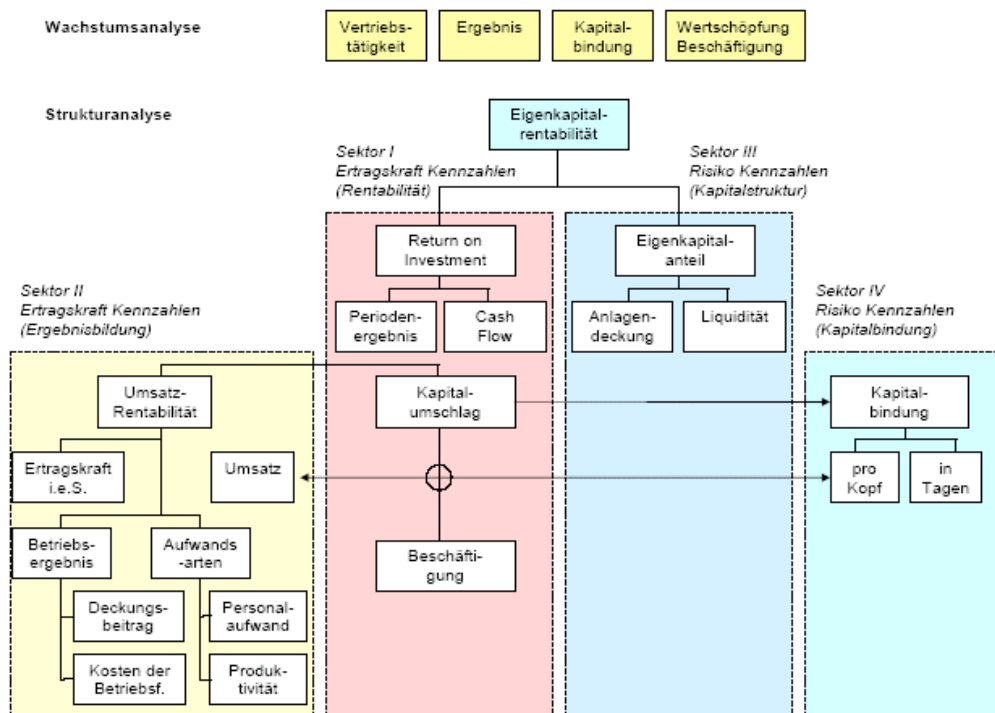 Wachstumsanalyse
Vertriebs-
tätigkeit
Ergebnis
Kapital-
bindung
Wertschöpfung
Beschäftigung
Strukturanalyse
Eigenkapital-
rentabilität
Sektor I
Ertragskraft Kennzahlen
(Rentabilität)
Sektor III
Risiko Kennzahlen
(Kapitalstruktur)
Return on
Investment
Eigenkapital-
anteil
Sektor II
Ertragskraft Kennzahlen
(Ergebnisbildung)
Perioden-
ergebnis
Cash
Flow
Anlagen-
deckung
Liquidität
Sektor IV
Risiko Kennzahlen
(Kapitalbindung)
Umsatz-
Rentabilität
Kapital-
umschlag
Kapital-
bindung
Ertragskraft
i.e.S.
Umsatz
pro
Kopf
in
Tagen
Betriebs-
ergebnis
Aufwands
-arten
Beschäfti-
gung
Deckungs-
beitrag
Personal-
aufwand
Kosten der
Betriebsf.
Produk-
tivität